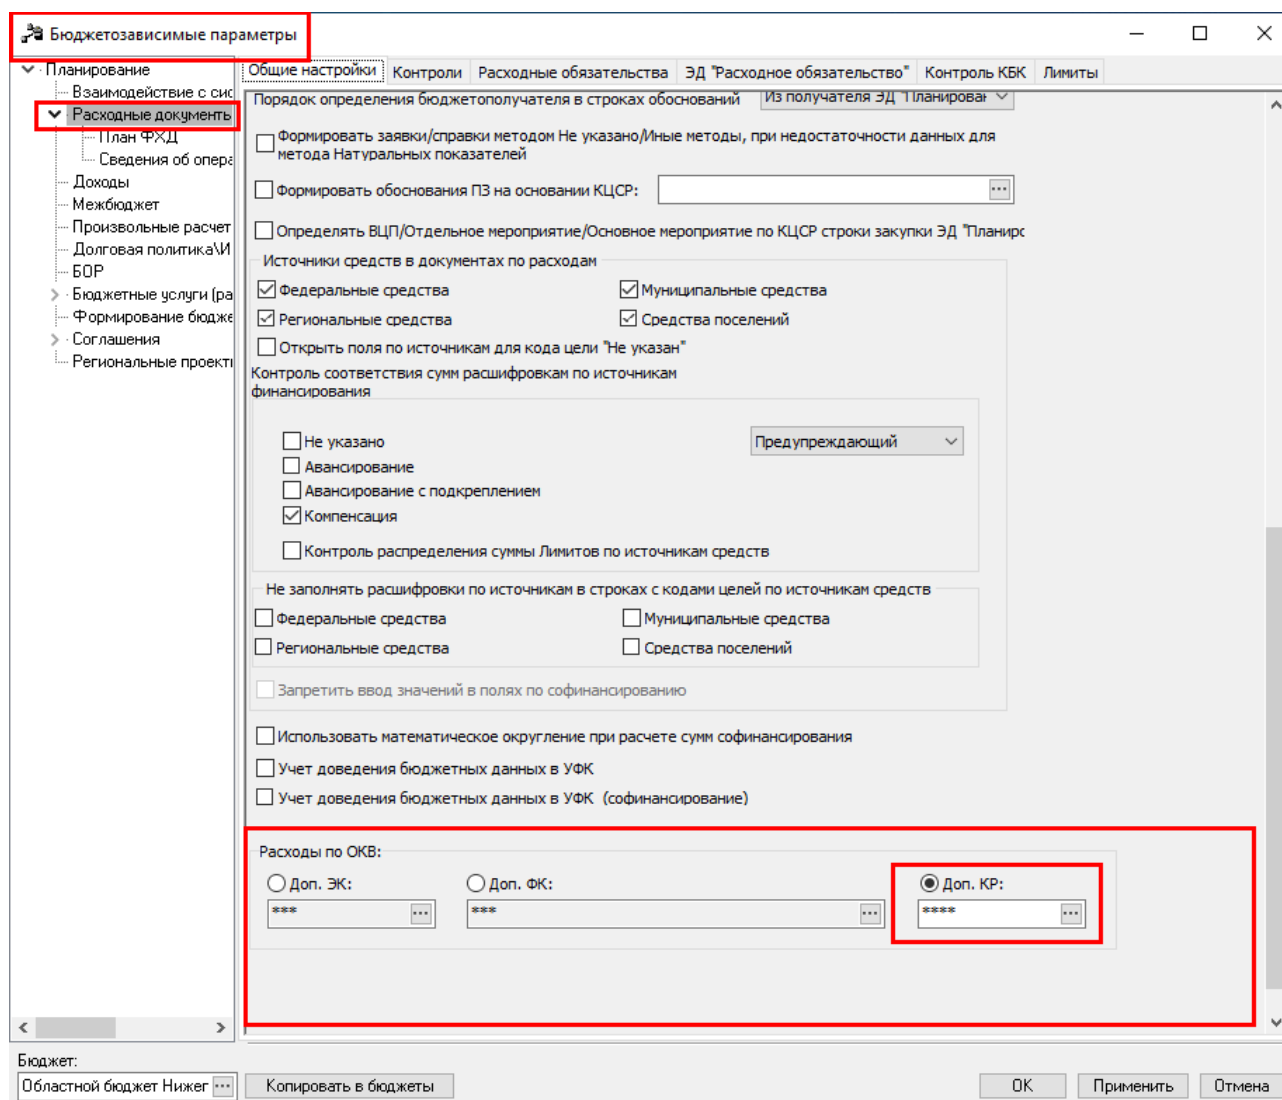 Бюджетозависимые параметры
Планирование
Взаимодействие с сис
Расходные документь
План ФХД
Сведения об опера
Доходы
Межбюджет
Произвольные расчет
Долговая политика\И
БОР
Бюджетные услуги (ра
Формирование бюдже
Соглашения
Региональные проекть
Общие настройки Контроли Расходные обязательства ЭД "Расходное обязательство" Контроль КБК Лимиты
Порядок определения бюджетополучателя в строках обоснований Из получателя ЭД "Планирован
Формировать заявки/справки методом Не указано/Иные методы, при недостаточности данных для
метода Натуральных показателей
Формировать обоснования ПЗ на основании КЦСР: ...
Определять ВЦП/Отдельное мероприятие/Основное мероприятие по КЦСР строки закупки ЭД "Планирс
Источники средств в документах по расходам
Федеральные средства Муниципальные средства
Региональные средства Средства поселений
Открыть поля по источникам для кода цели "Не указан"
Контроль соответствия сумм расшифровкам по источникам
финансирования
Не указано Предупреждающий
Авансирование
Авансирование с подкреплением
Компенсация
Контроль распределения суммы Лимитов по источникам средств
Не заполнять расшифровки по источникам в строках с кодами целей по источникам средств
Федеральные средства Муниципальные средства
Региональные средства Средства поселений
Запретить ввод значений в полях по софинансированию
Использовать математическое округление при расчете сумм софинансирования
Учет доведения бюджетных данных в УФК
Учет доведения бюджетных данных в УФК (софинансирование)
Расходы по ОКВ:
Доп. ЭК: Доп. ФК: Доп. КР:
*** ... *** ... **** ...
Бюджет:
Областной бюджет Нижег ... Копировать в бюджеты OK Применить Отмена